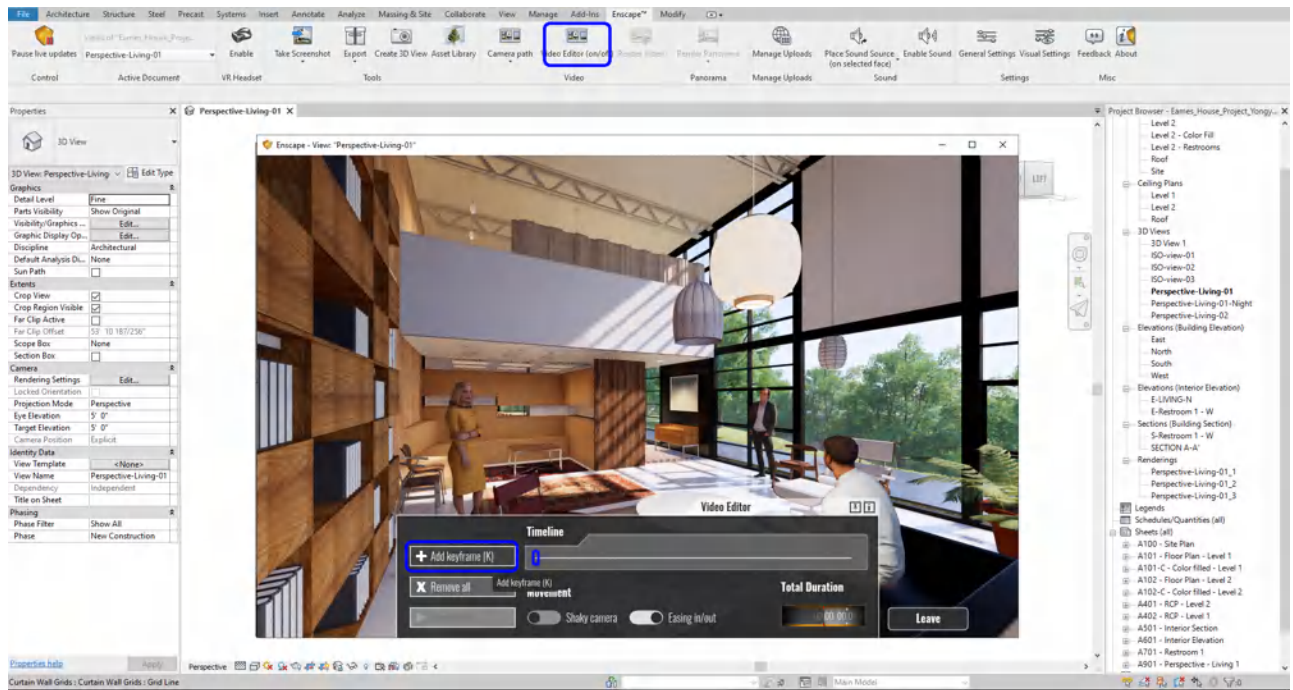 File Architecture Structure Steel Precast Systems Insert Annotate Analyze Massing & Site Collaborate View Manage Add-Ins Enscape™ Modify
Pause live updates
Perspective-Living-01
Enable
Take Screenshot
Export
Create 3D View
Asset Library
Camera path
Video Editor (on/off)
Manage Uploads
Place Sound Source
(on selected face)
Enable Sound
General Settings
Visual Settings
Feedback
About
Control Active Document VR Headset Tools Video Panorama Manage Uploads Sound Settings Misc
Properties
3D View
3D View: Perspective-Living
Edit Type
Graphics
Detail Level Fine
Parts Visibility Show Original
Visibility/Graphics ... Edit...
Graphic Display Op... Edit...
Discipline Architectural
Default Analysis Di... None
Sun Path
Extents
Crop View
Crop Region Visible
Far Clip Active
Far Clip Offset 53' 10 187/256"
Scope Box None
Section Box
Camera
Rendering Settings Edit...
Locked Orientation
Projection Mode Perspective
Eye Elevation 5' 0"
Target Elevation 5' 0"
Camera Position Explicit
Identity Data
View Template <None>
View Name Perspective-Living-01
Dependency Independent
Title on Sheet
Phasing
Phase Filter Show All
Phase New Construction
Properties help
Apply
Perspective-Living-01
Enscape - View: "Perspective-Living-01"
LEFT
Video Editor
Timeline
Add keyframe (K)
Add keyframe (K)
Remove all
Movement
Total Duration
Shaky camera
Easing in/out
Leave
Perspective
Project Browser - Eames_House_Project_Yongy...
Level 2
Level 2 - Color Fill
Level 2 - Restrooms
Roof
Site
Ceiling Plans
Level 1
Level 2
Roof
3D Views
3D View 1
ISO-view-01
ISO-view-02
ISO-view-03
Perspective-Living-01
Perspective-Living-01-Night
Perspective-Living-02
Elevations (Building Elevation)
East
North
South
West
Elevations (Interior Elevation)
E-LIVING-N
E-Restroom 1 - W
Sections (Building Section)
S-Restroom 1 - W
SECTION A-A'
Renderings
Perspective-Living-01_1
Perspective-Living-01_2
Perspective-Living-01_3
Legends
Schedules/Quantities (all)
Sheets (all)
A100 - Site Plan
A101 - Floor Plan - Level 1
A101-C - Color filled - Level 1
A102 - Floor Plan - Level 2
A102-C - Color filled - Level 2
A401 - RCP - Level 2
A402 - RCP - Level 1
A501 - Interior Section
A601 - Interior Elevation
A701 - Restroom 1
A901 - Perspective - Living 1
Curtain Wall Grids : Curtain Wall Grids : Grid Line
Main Model